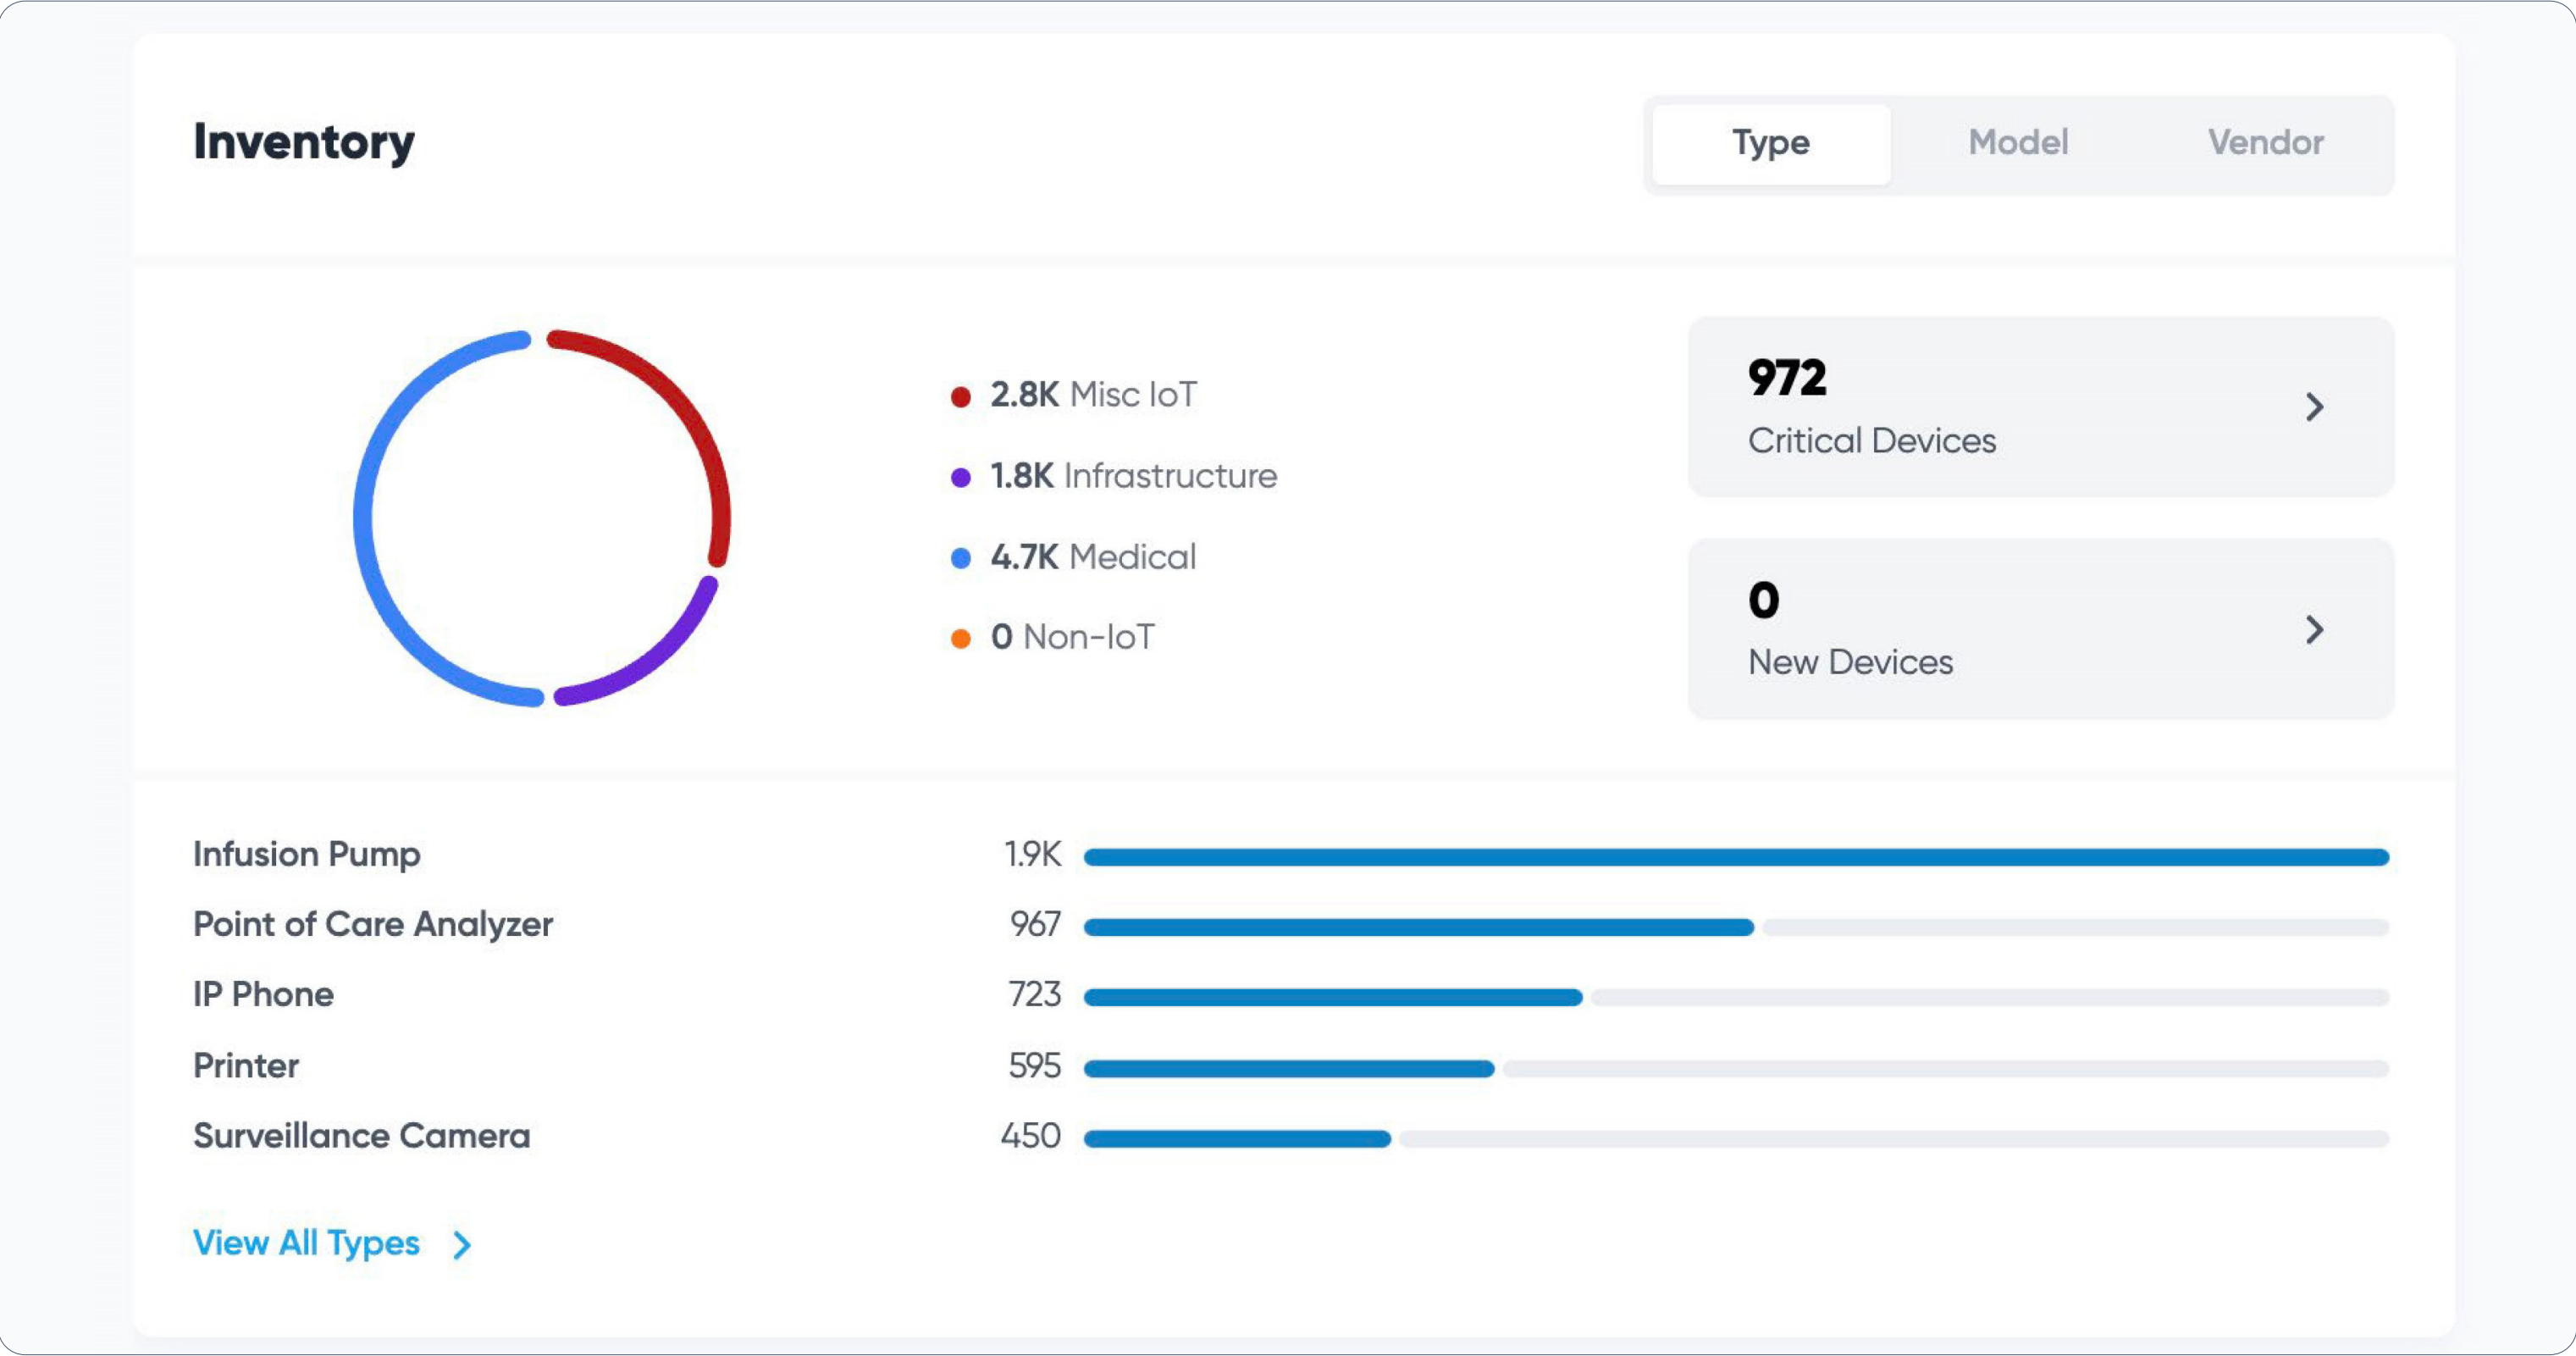 Inventory
Type
Model
Vendor
2.8K Misc IoT
1.8K Infrastructure
4.7K Medical
0 Non-IoT
972
Critical Devices
0
New Devices
Infusion Pump 1.9K
Point of Care Analyzer 967
IP Phone 723
Printer 595
Surveillance Camera 450
View All Types